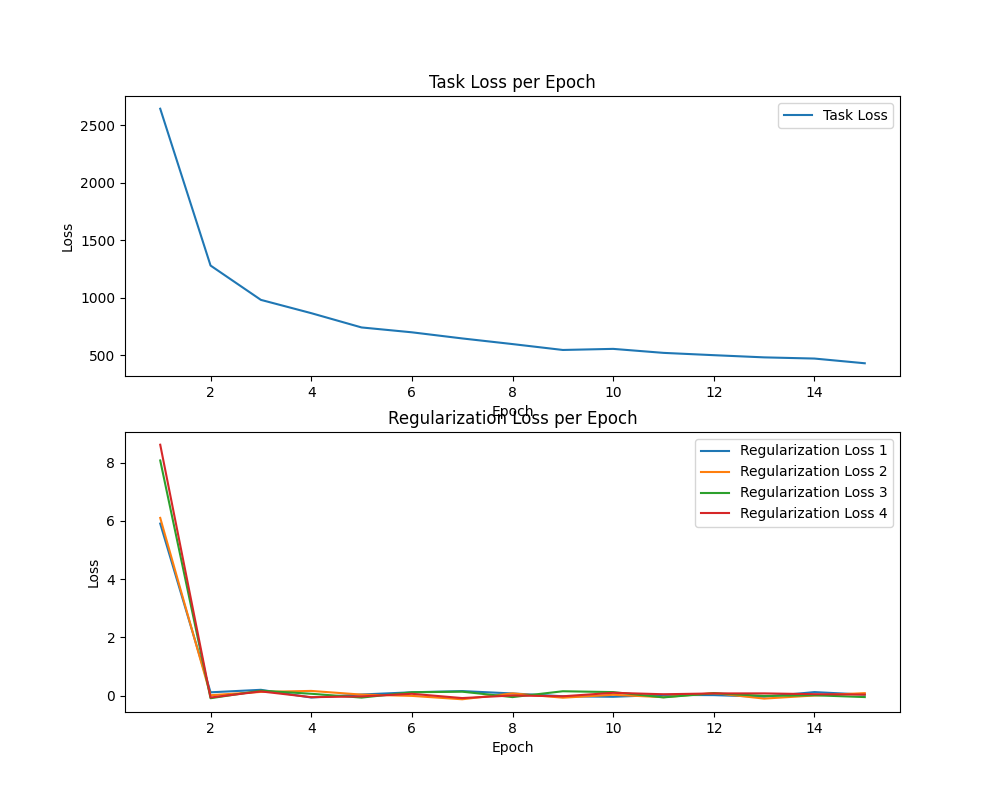 Task Loss per Epoch
Task Loss
2500
2000
1500
1000
500
Loss
2 4 6 8 10 12 14
Epoch
Regularization Loss per Epoch
Regularization Loss 1
Regularization Loss 2
Regularization Loss 3
Regularization Loss 4
8
6
4
2
0
Loss
2 4 6 8 10 12 14
Epoch